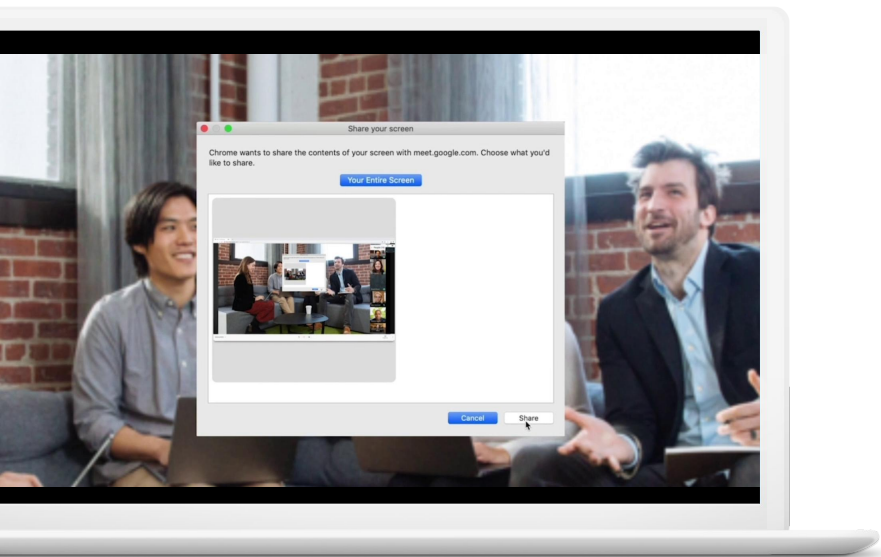 Share your screen
Chrome wants to share the contents of your screen with meet.google.com. Choose what you'd
like to share.
Your Entire Screen
Cancel
Share